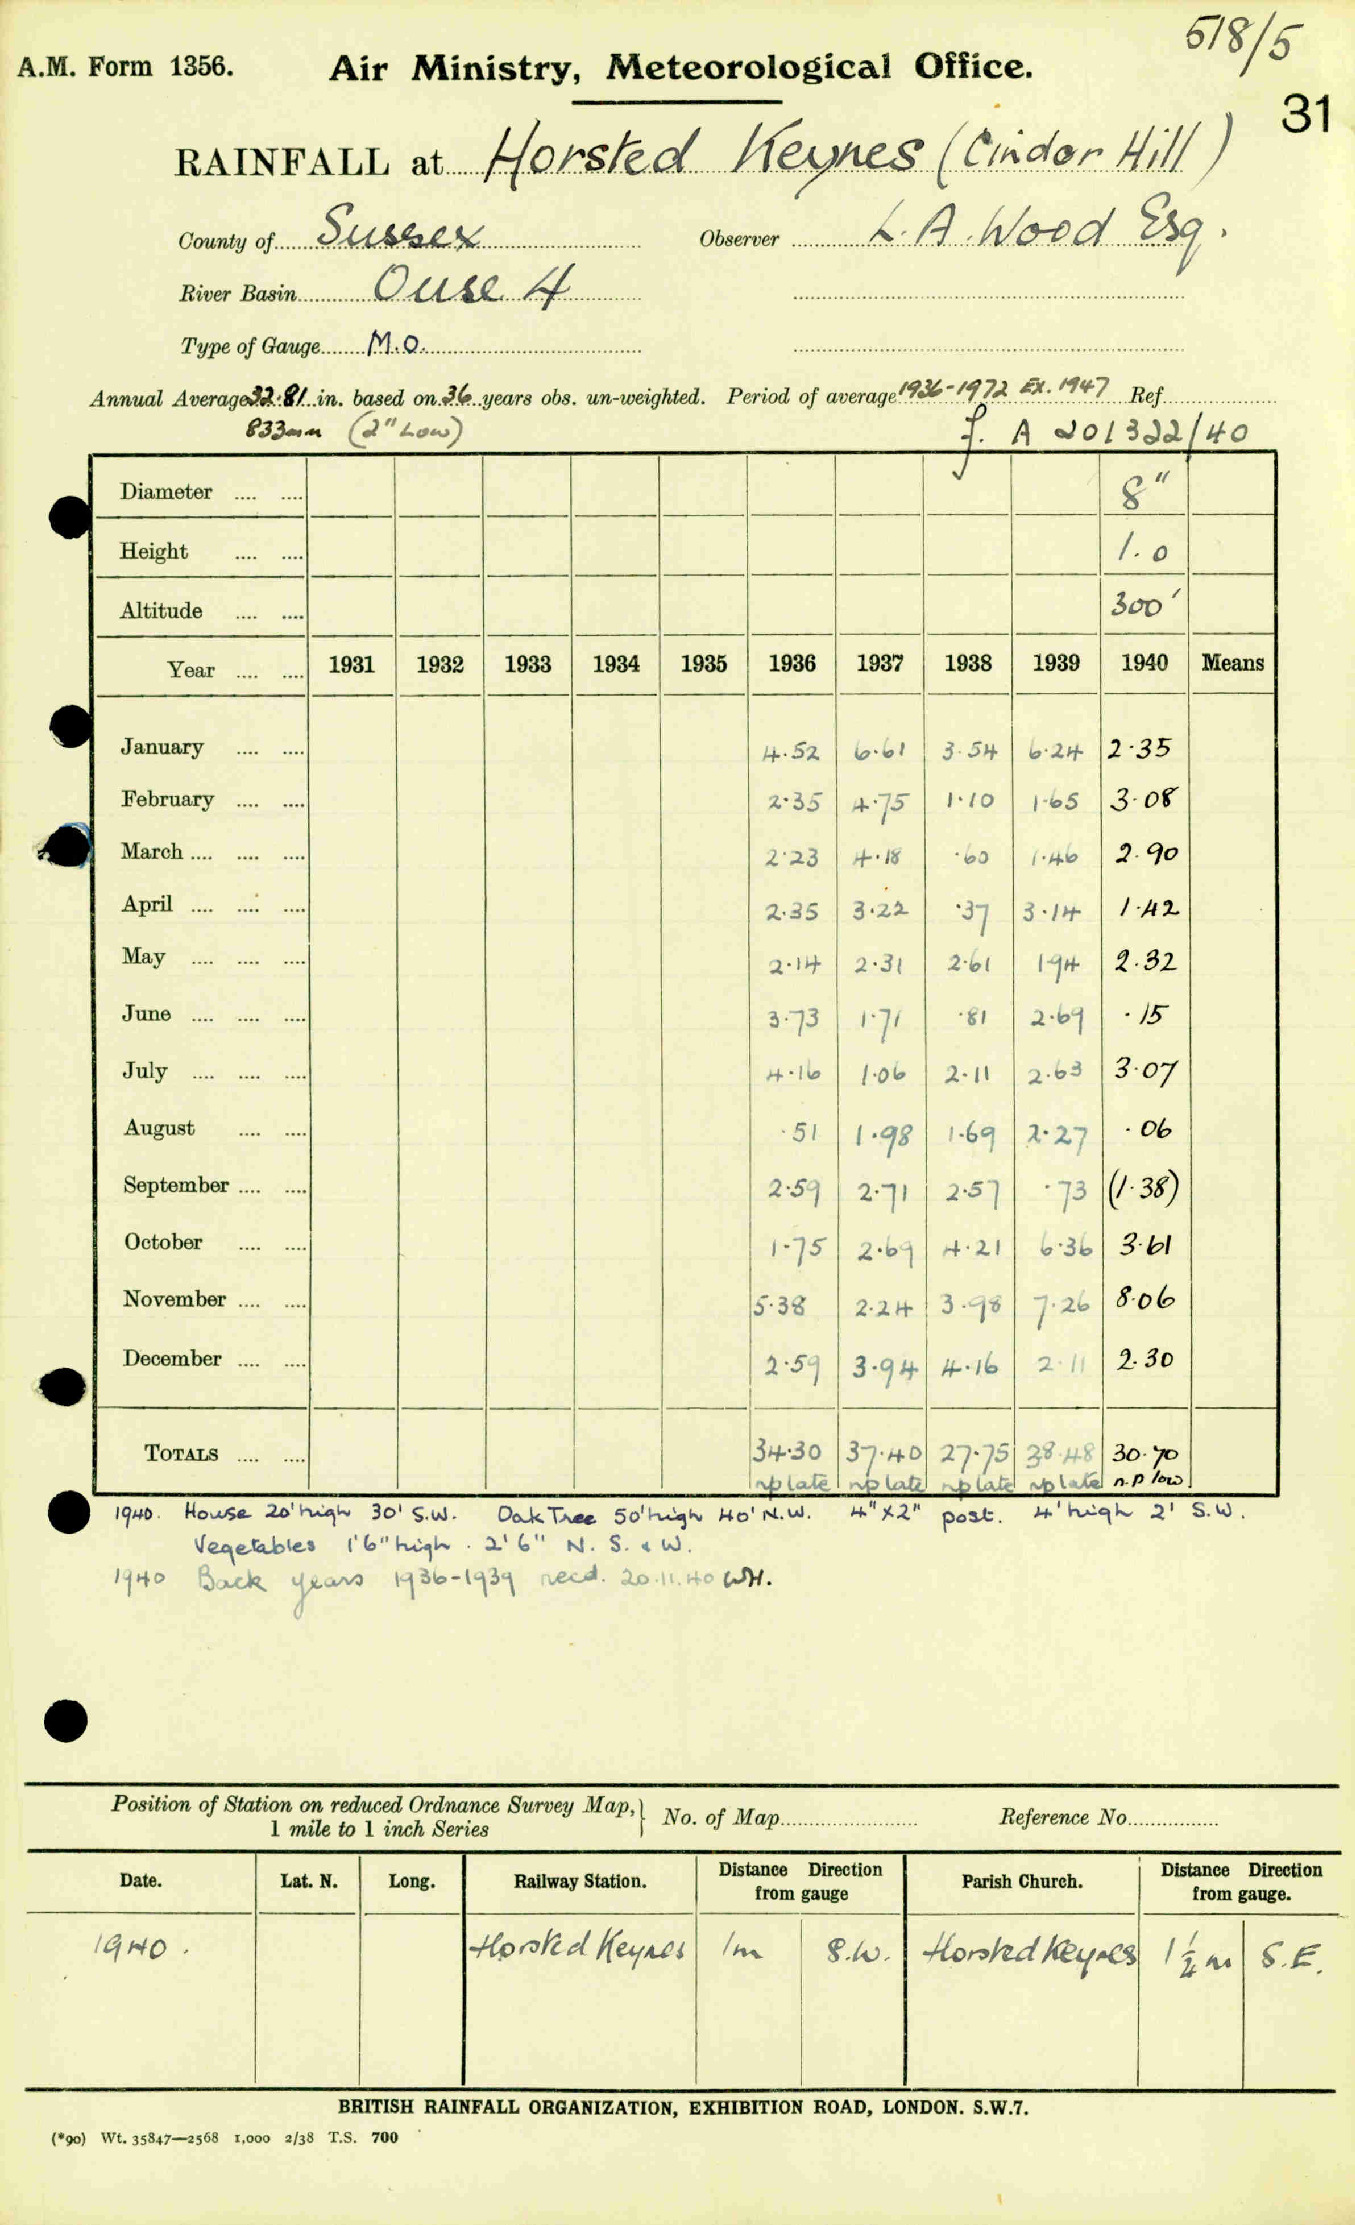 518/5
A.M. Form 1356. Air Ministry, Meteorological Office.
31
RAINFALL at Horsted Keynes (Cinder Hill)
County of Sussex Observer L.A. Wood Esq.
River Basin Ouse 4
Type of Gauge M.O.
Annual Average 32.81 in. based on 36 years obs. un-weighted. Period of average 1936-1972 EX. 1947 Ref.
833mm (2" Low) f. A 201322/40
Diameter .... .... 8"
Height .... .... 1.0
Altitude .... .... 300'
Year .... .... 1931 1932 1933 1934 1935 1936 1937 1938 1939 1940 Means
January .... .... 4.52 6.61 3.54 6.24 2.35
February .... .... 2.35 4.75 1.10 1.65 3.08
March .... .... .... 2.23 4.18 .60 1.46 2.90
April .... .... .... 2.35 3.22 .37 3.14 1.42
May .... .... .... 2.14 2.31 2.61 194 2.32
June .... .... .... 3.73 1.71 .81 2.69 .15
July .... .... .... 4.16 1.06 2.11 2.63 3.07
August .... .... .51 1.98 1.69 2.27 .06
September .... .... 2.59 2.71 2.57 .73 (1.38)
October .... .... 1.75 2.69 4.21 6.36 3.61
November .... .... 5.38 2.24 3.98 7.26 8.06
December .... .... 2.59 3.94 4.16 2.11 2.30
TOTALS .... .... 34.30 37.40 27.75 38.48 30.70
np late np late np late np late n.p low
1940. House 20' high 30' S.W. Oak Tree 50' high 40' N.W. 4"x2" post. 4' high 2' S.W.
Vegetables 1'6" high. 2'6" N. S. & W.
1940 Back years 1936-1939 recd. 20.11.40 WH.
Position of Station on reduced Ordnance Survey Map, } No. of Map Reference No.
1 mile to 1 inch Series
Date. Lat. N. Long. Railway Station. Distance Direction from gauge Parish Church. Distance Direction from gauge.
1940. Horsted Keynes 1m S.W. Horsted Keynes 1¼ m S.E.
BRITISH RAINFALL ORGANIZATION, EXHIBITION ROAD, LONDON. S.W.7.
(*90) Wt. 35847—2568 1,000 2/38 T.S. 700